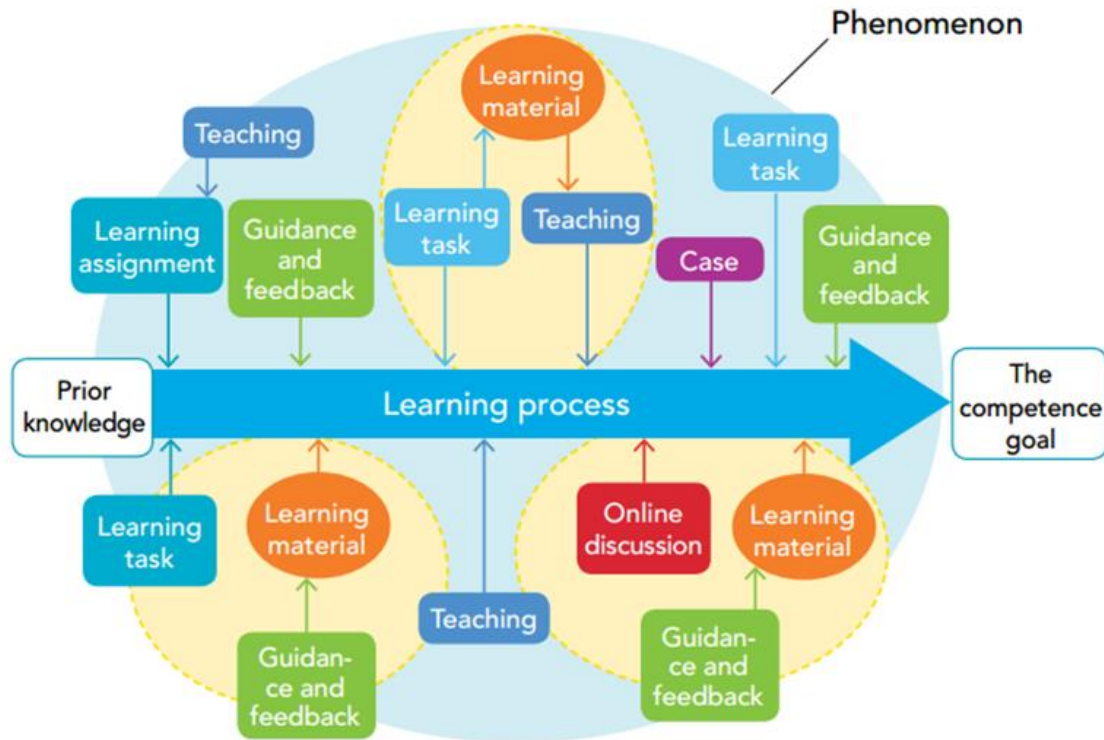 Phenomenon
Learning
material
Teaching
Learning
task
Learning
assignment
Guidance
and
feedback
Learning
task
Teaching
Case
Guidance
and
feedback
Prior
knowledge
Learning process
The
competence
goal
Learning
task
Learning
material
Online
discussion
Learning
material
Teaching
Guidan-
ce and
feedback
Guidan-
ce and
feedback